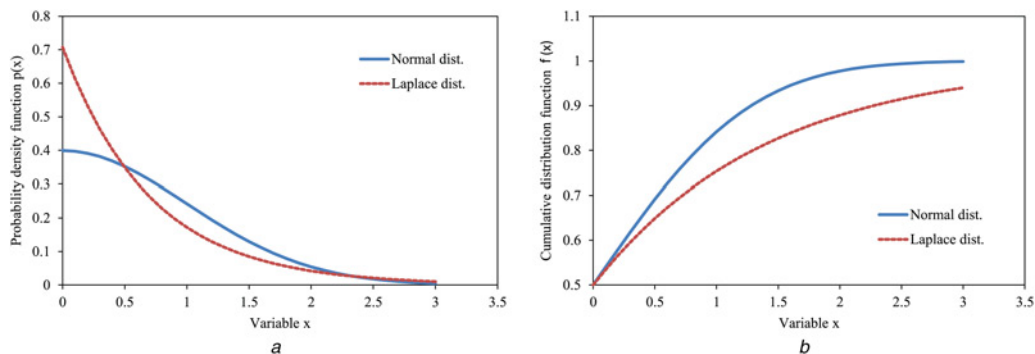 0.8
0.7
0.6
0.5
0.4
0.3
0.2
0.1
0
Probability density function p(x)
Normal dist.
Laplace dist.
0 0.5 1 1.5 2 2.5 3 3.5
Variable x
a
1.1
1
0.9
0.8
0.7
0.6
0.5
Cumulative distribution function f (x)
Normal dist.
Laplace dist.
0 0.5 1 1.5 2 2.5 3 3.5
Variable x
b